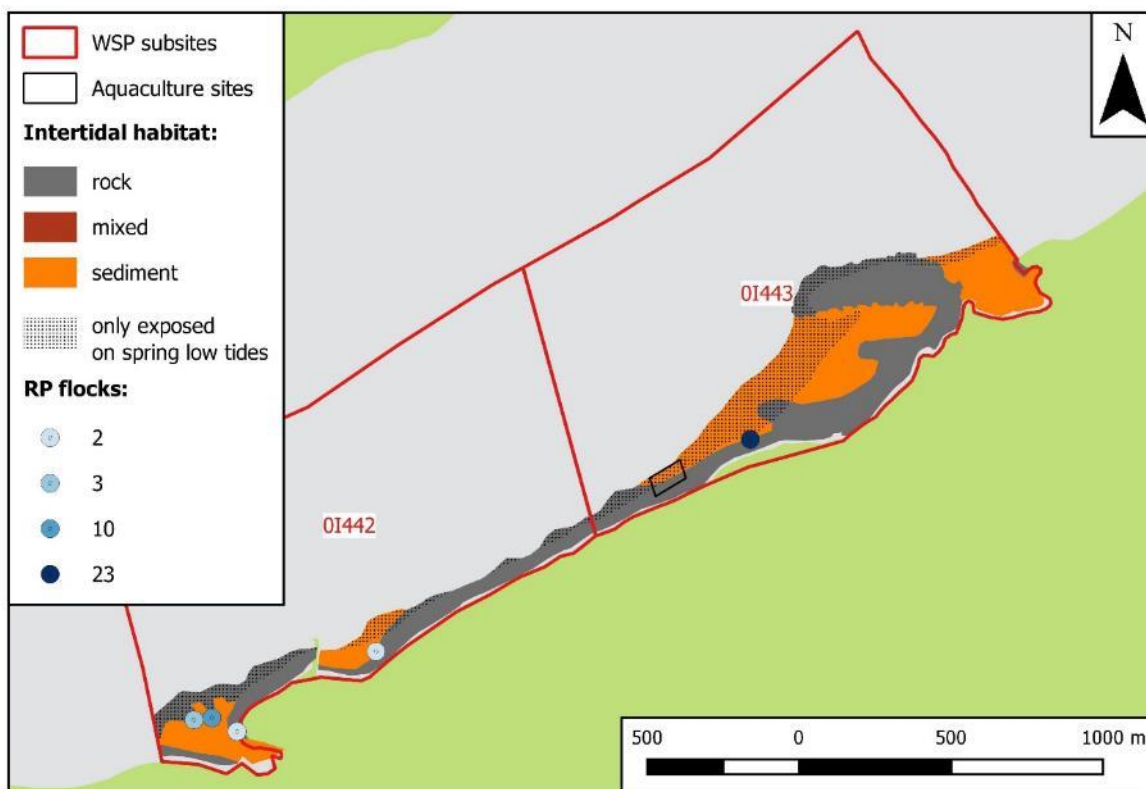 WSP subsites
Aquaculture sites
Intertidal habitat:
rock
mixed
sediment
only exposed
on spring low tides
RP flocks:
2
3
10
23
N
0I443
0I442
500 0 500 1000 m